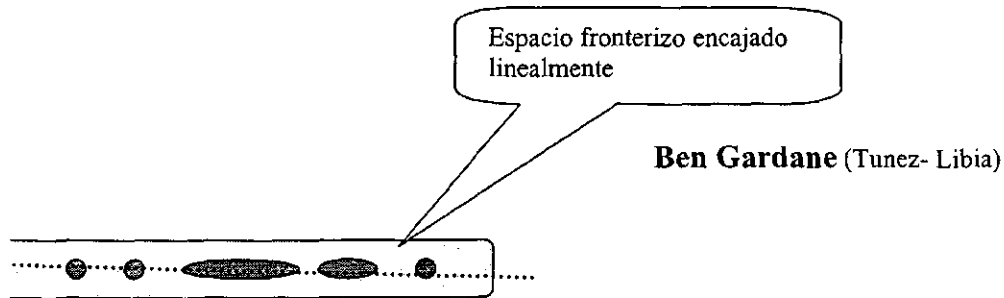 Espacio fronterizo encajado
linealmente
Ben Gardane (Tunez- Libia)